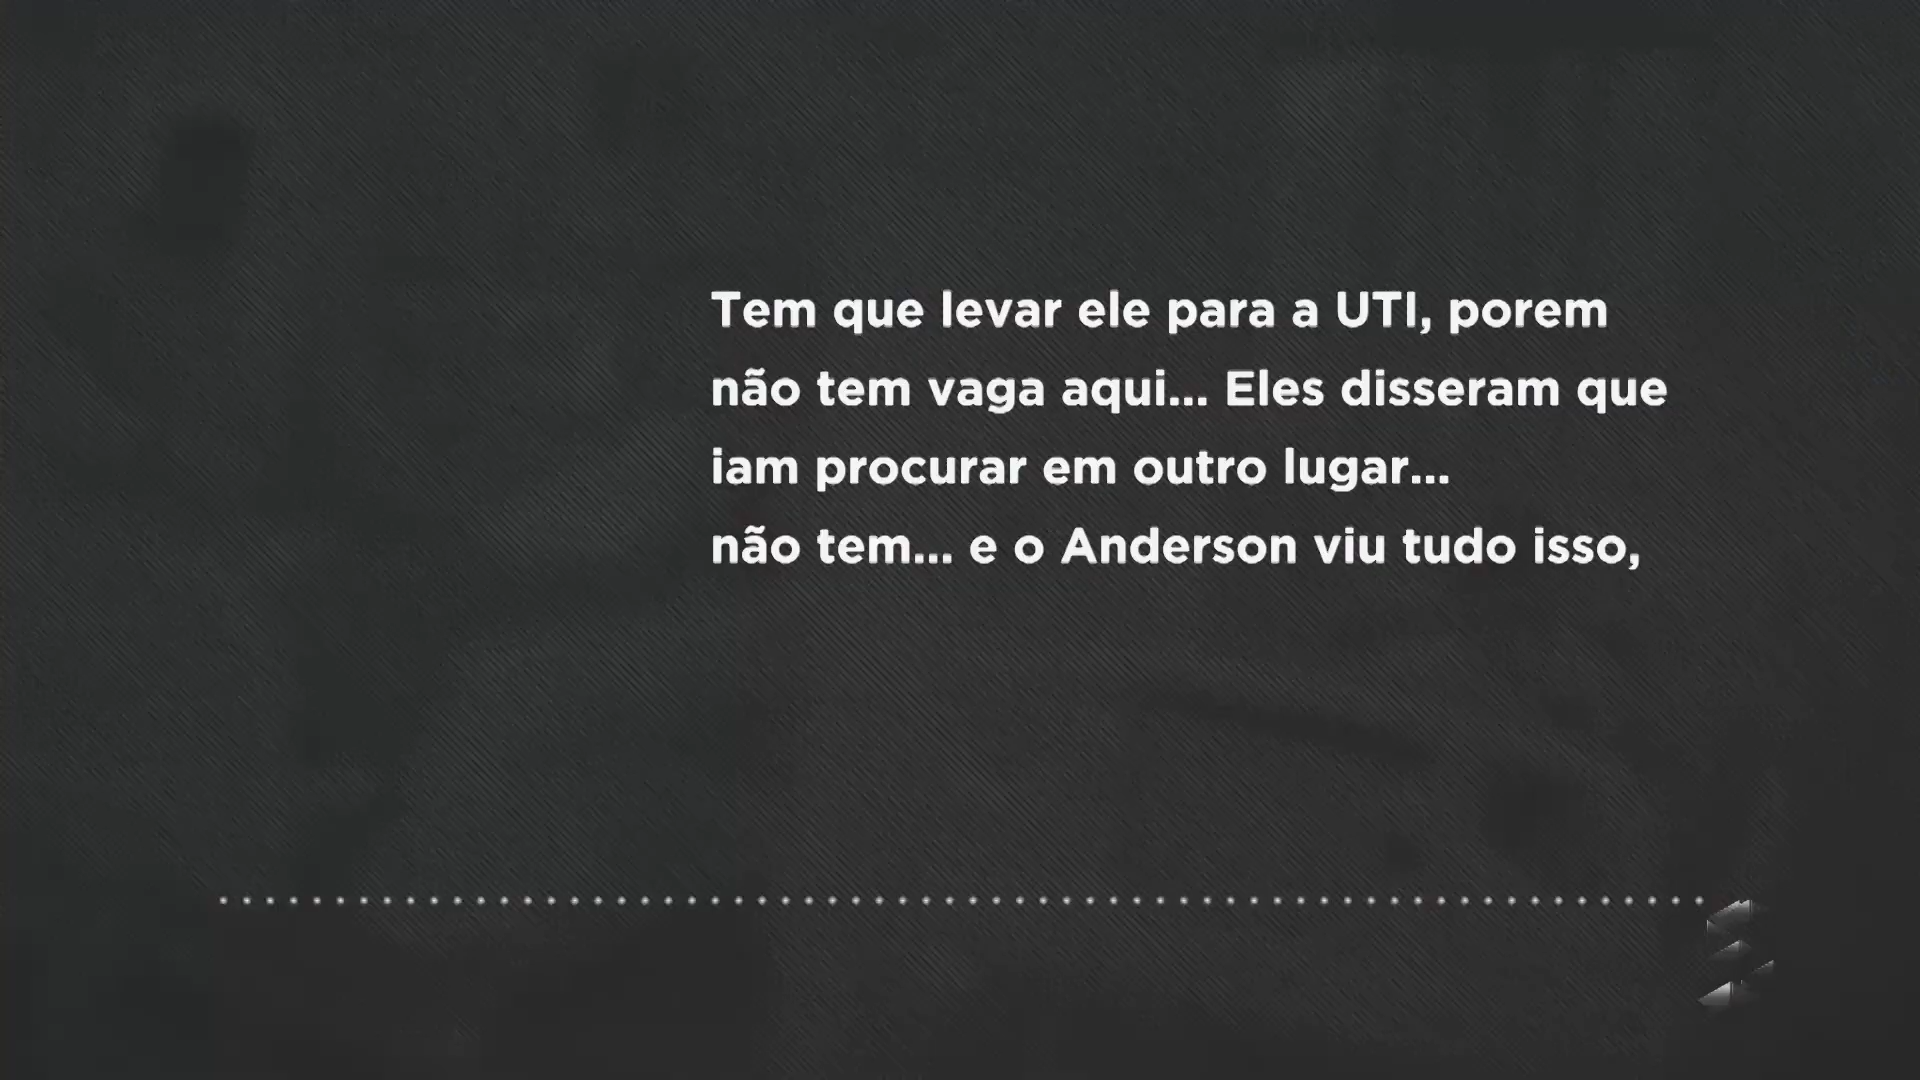 Tem que levar ele para a UTI, porem
não tem vaga aqui... Eles disseram que
iam procurar em outro lugar...
não tem... e o Anderson viu tudo isso,